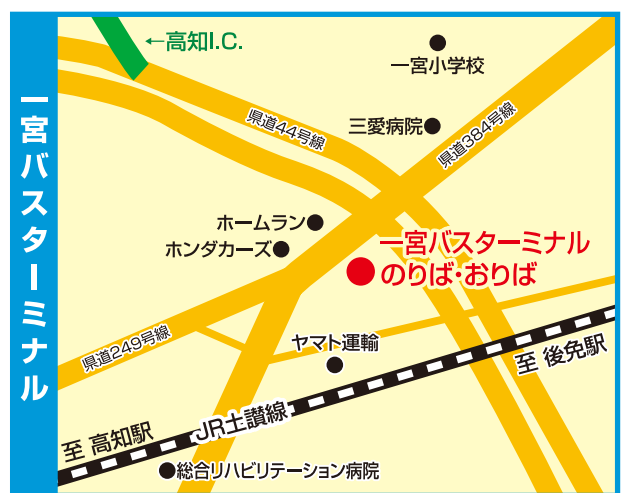 一宮バスターミナル
←高知I.C.
一宮小学校
三愛病院
県道44号線
県道384号線
ホームラン
ホンダカーズ
一宮バスターミナル
のりば・おりば
県道249号線
ヤマト運輸
至 後免駅
至 高知駅
JR土讃線
総合リハビリテーション病院